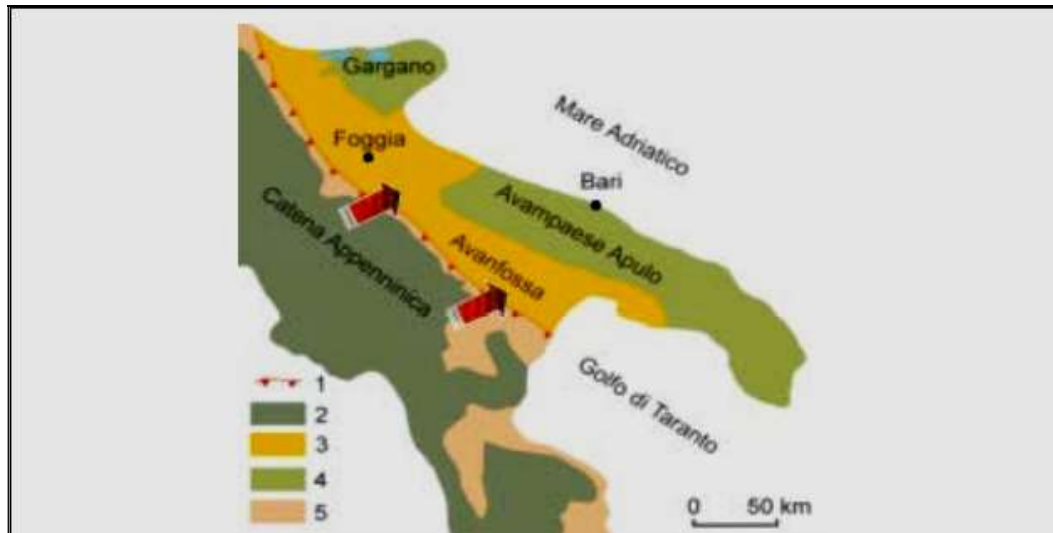 Gargano
Mare Adriatico
Foggia
Bari
Avampaese Apulo
Catena Appenninica
Avanfossa
Golfo di Taranto
1
2
3
4
5
0 50 km